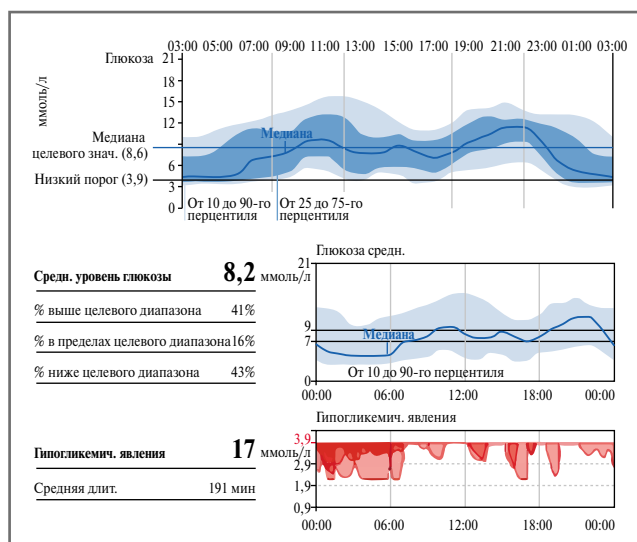 03:00 05:00 07:00 09:00 11:00 13:00 15:00 17:00 19:00 21:00 23:00 01:00 03:00
Глюкоза
ммоль/л
21
18
15
12
9
6
3
0
Медиана
Медиана
целевого знач. (8,6)
Низкий порог (3,9)
От 10 до 90-го
перцентиля
От 25 до 75-го
перцентиля
Средн. уровень глюкозы 8,2 ммоль/л
% выше целевого диапазона 41%
% в пределах целевого диапазона 16%
% ниже целевого диапазона 43%
Глюкоза средн.
21
9
7
0
Медиана
От 10 до 90-го перцентиля
00:00 06:00 12:00 18:00 00:00
Гипогликемич. явления 17
Средняя длит. 191 мин
Гипогликемич. явления
ммоль/л
3,9
2,9
1,9
0,9
00:00 06:00 12:00 18:00 00:00